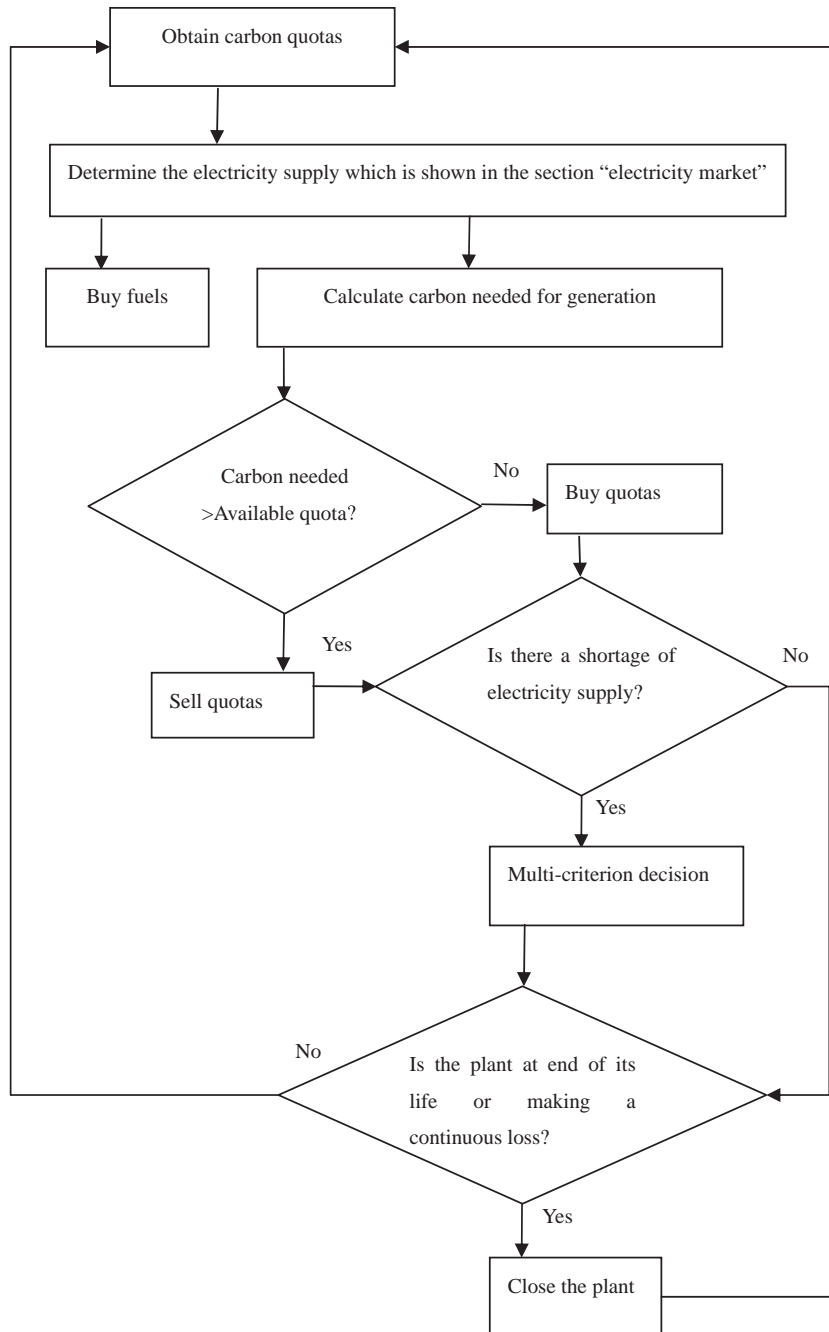 Obtain carbon quotas
Determine the electricity supply which is shown in the section “electricity market”
Buy fuels
Calculate carbon needed for generation
Carbon needed
>Available quota?
No
Buy quotas
Yes
Sell quotas
Is there a shortage of
electricity supply?
No
Yes
Multi-criterion decision
No
Is the plant at end of its
life or making a
continuous loss?
Yes
Close the plant